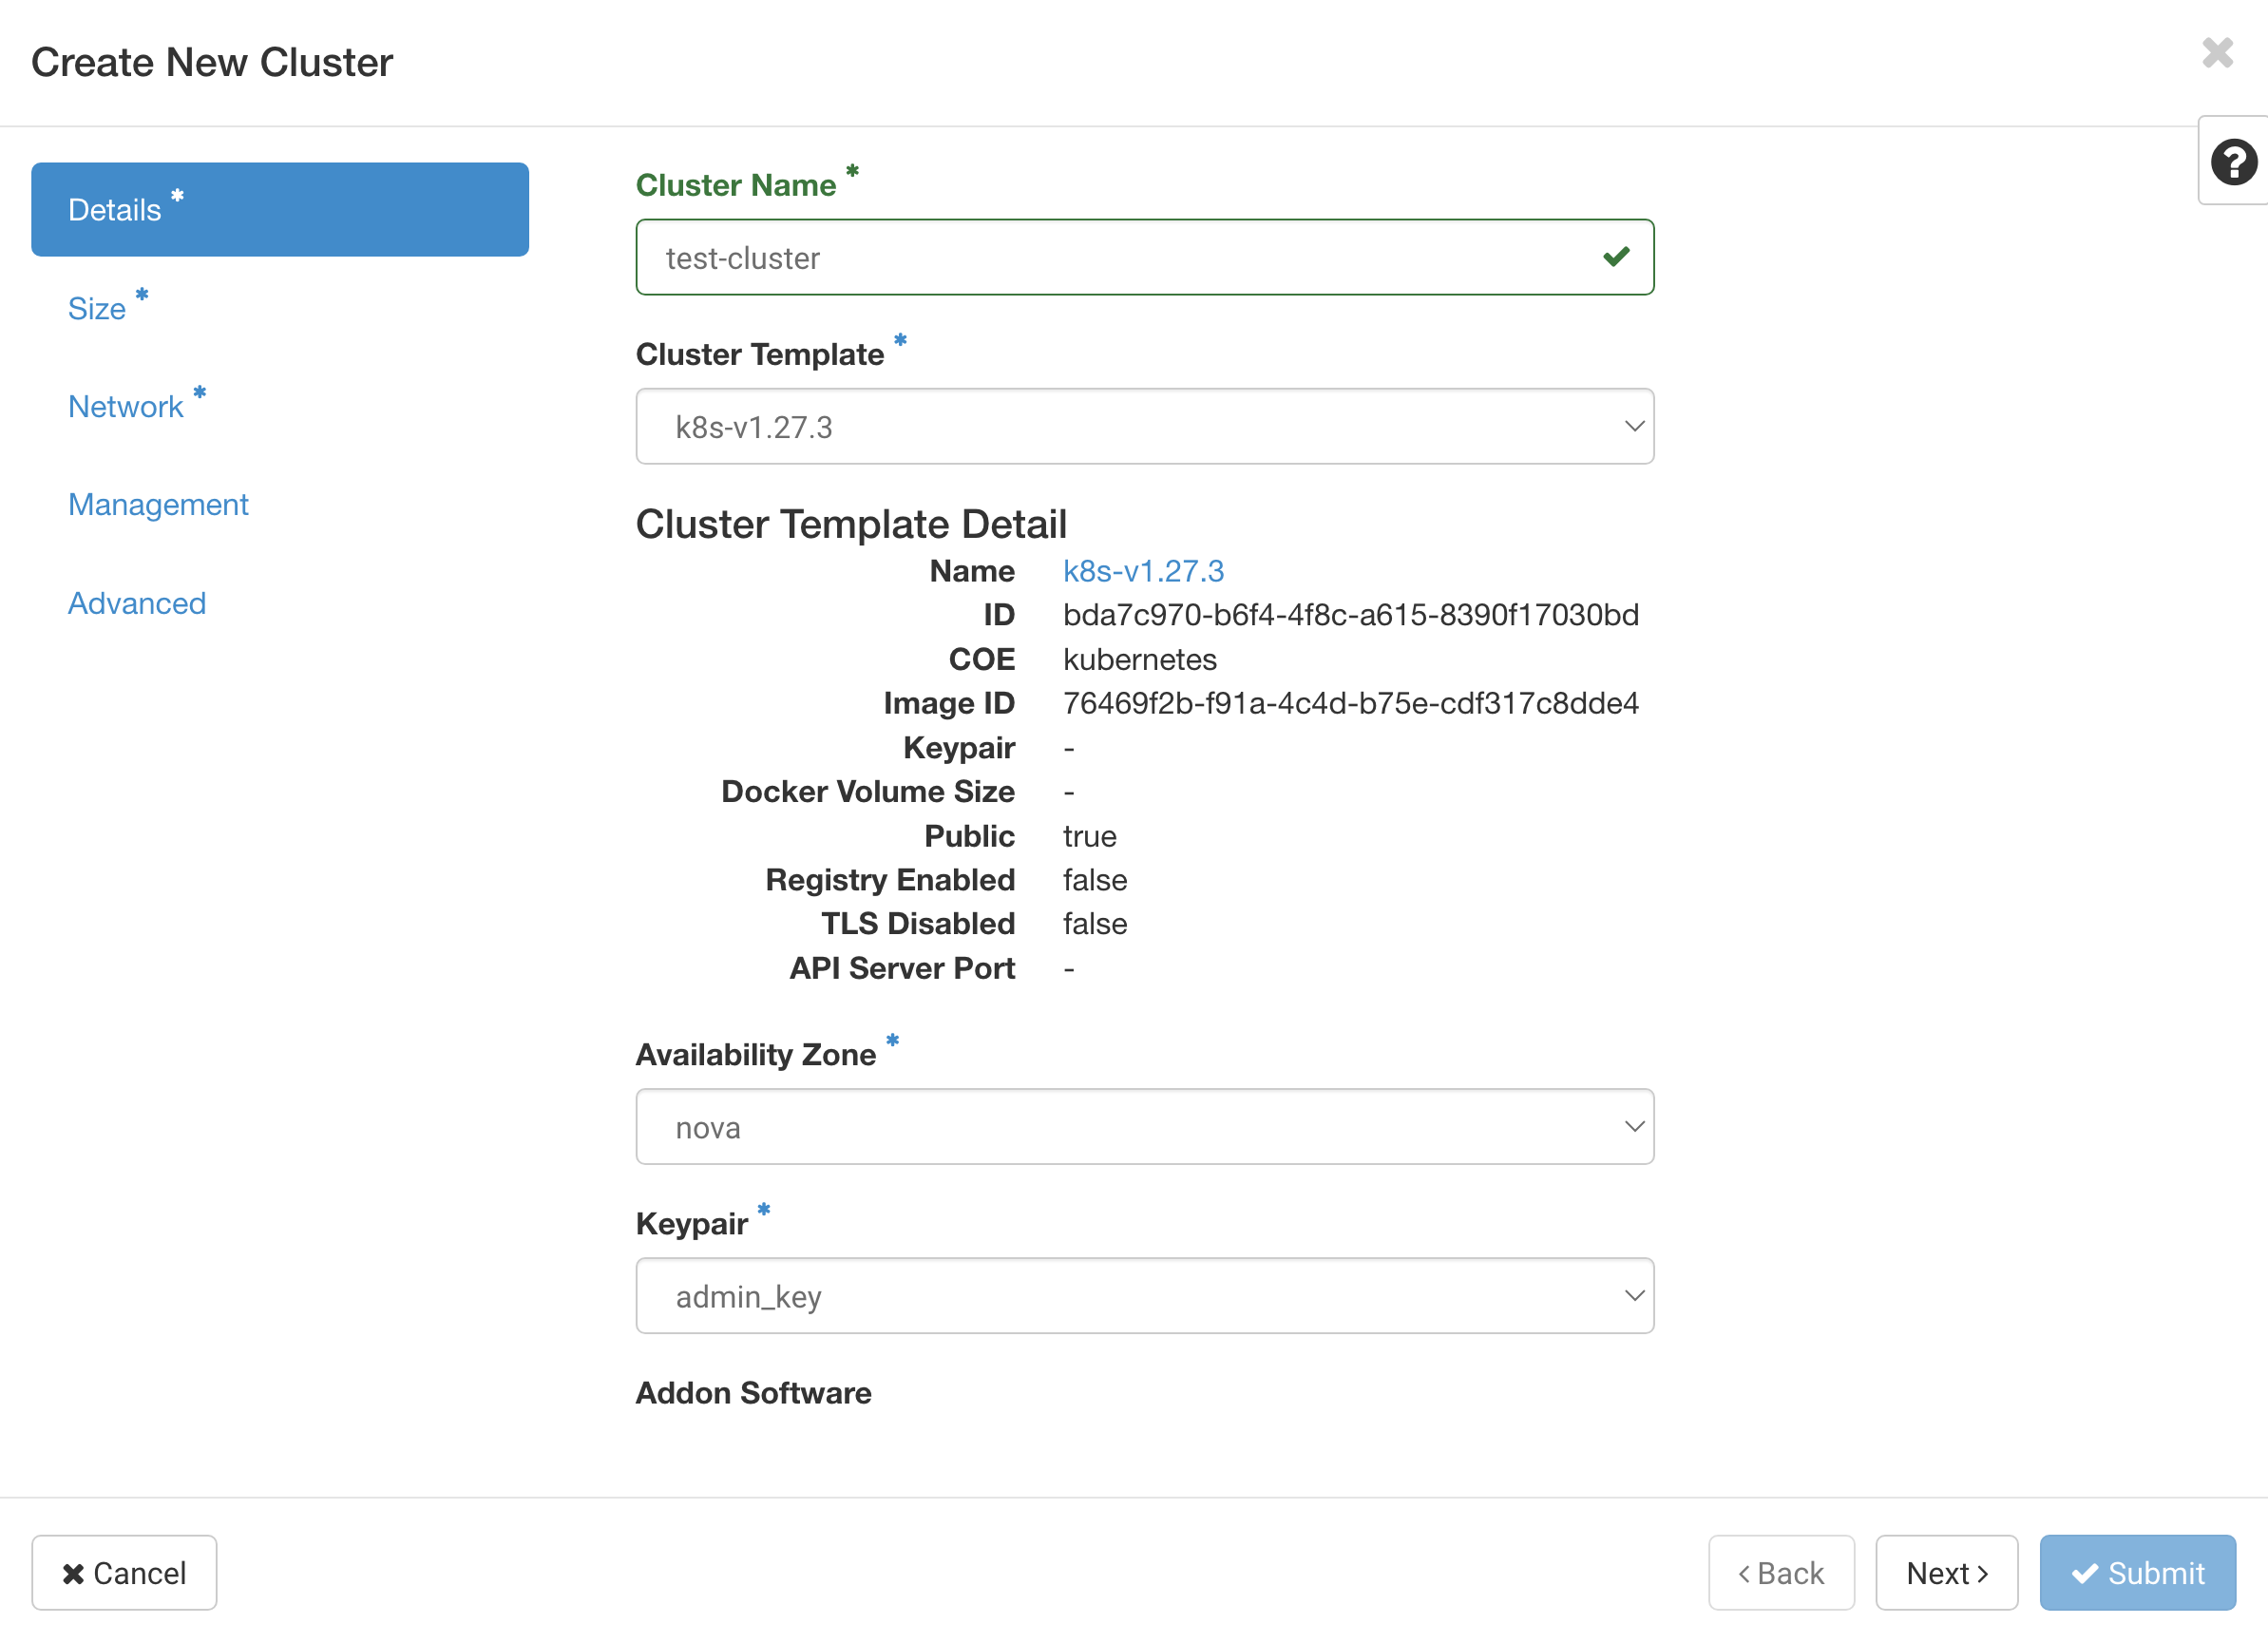 Create New Cluster
Details *
Size *
Network *
Management
Advanced
Cluster Name *
test-cluster
Cluster Template *
k8s-v1.27.3
Cluster Template Detail
Name k8s-v1.27.3
ID bda7c970-b6f4-4f8c-a615-8390f17030bd
COE kubernetes
Image ID 76469f2b-f91a-4c4d-b75e-cdf317c8dde4
Keypair -
Docker Volume Size -
Public true
Registry Enabled false
TLS Disabled false
API Server Port -
Availability Zone *
nova
Keypair *
admin_key
Addon Software
Cancel
Back
Next
Submit